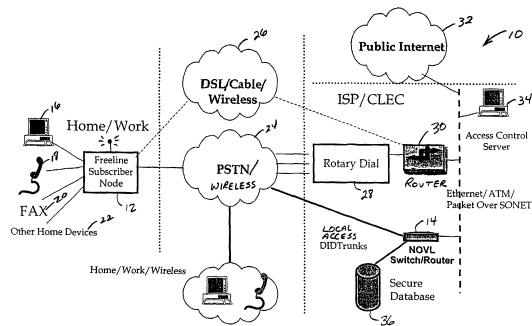 26
32
10
DSL/Cable/
Wireless
Public Internet
ISP/CLEC
16
Home/Work
34
24
30
Access Control
Server
18
Freeline
Subscriber
Node
PSTN/
WIRELESS
Rotary Dial
ROUTER
FAX
20
12
28
Other Home Devices
22
Ethernet/ATM/
Packet Over SONET
14
LOCAL
ACCESS
DIDTrunks
NOVL
Switch/Router
Home/Work/Wireless
Secure
Database
36